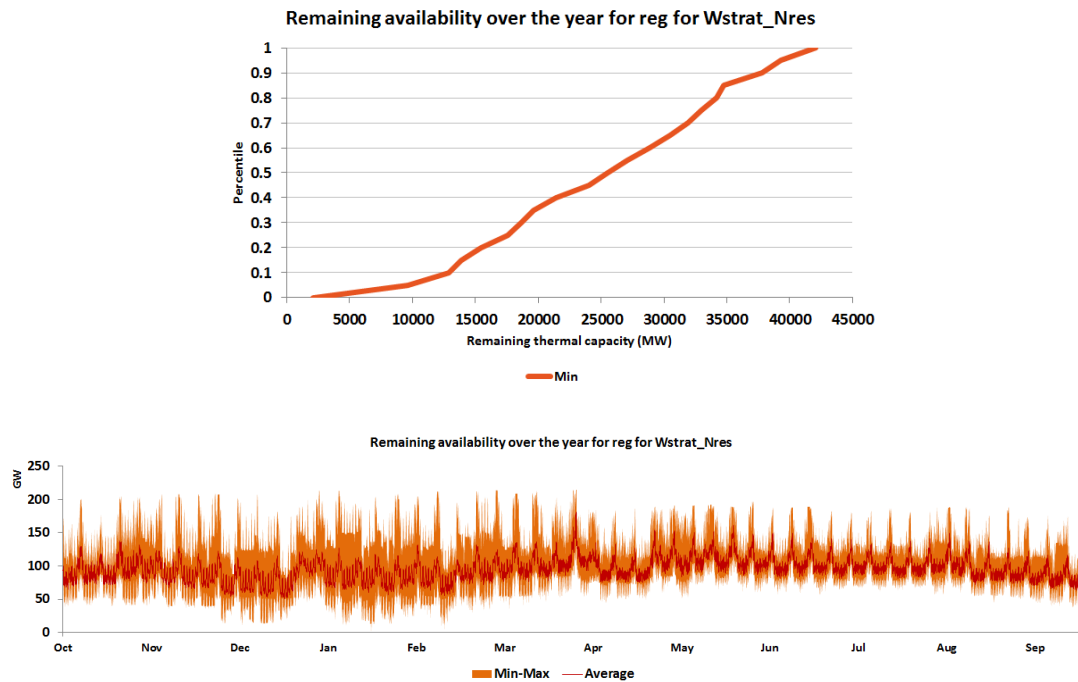 Remaining availability over the year for reg for Wstrat_Nres
1
0.9
0.8
0.7
0.6
0.5
0.4
0.3
0.2
0.1
0
Percentile
0 5000 10000 15000 20000 25000 30000 35000 40000 45000
Remaining thermal capacity (MW)
Min
Remaining availability over the year for reg for Wstrat_Nres
GW
250
200
150
100
50
0
Oct Nov Dec Jan Feb Mar Apr May Jun Jul Aug Sep
Min-Max Average